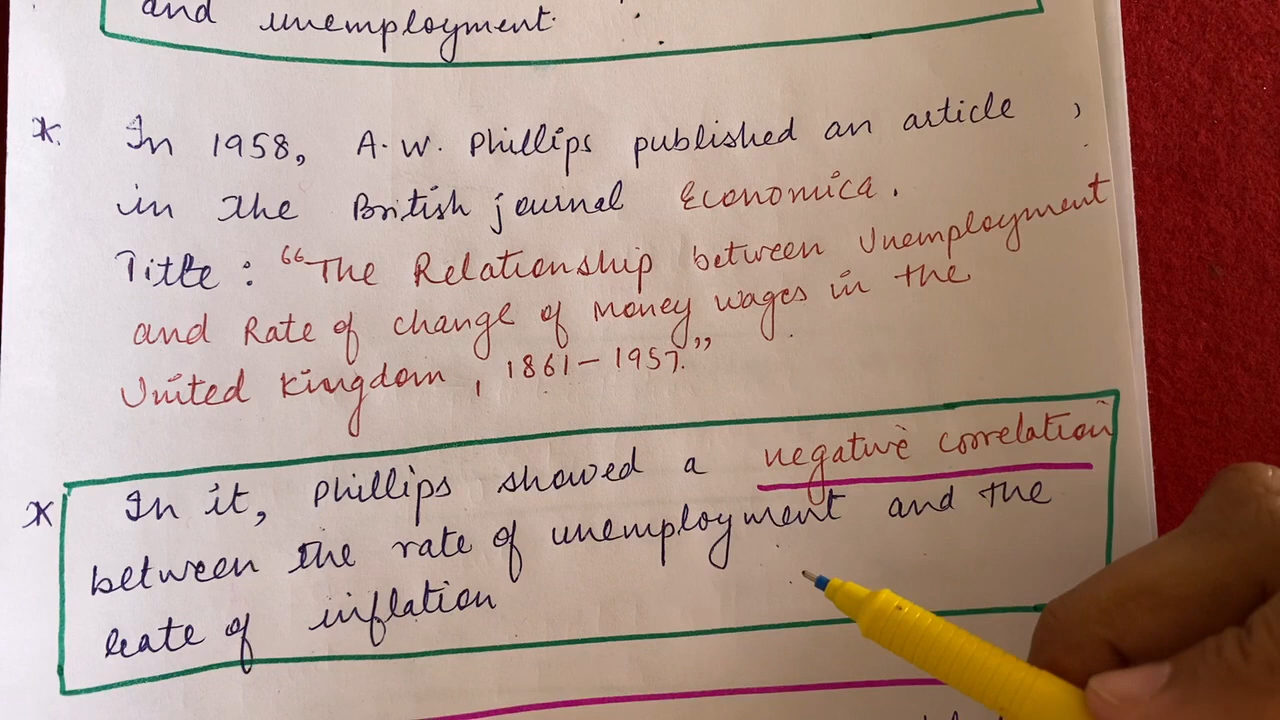 and unemployment.
* In 1958, A.W. Phillips published an article,
in the British journal Economica.
Title: "The Relationship between Unemployment
and Rate of change of Money wages in the
United Kingdom, 1861-1957."
* In it, Phillips showed a negative correlation
between the rate of unemployment and the
rate of inflation